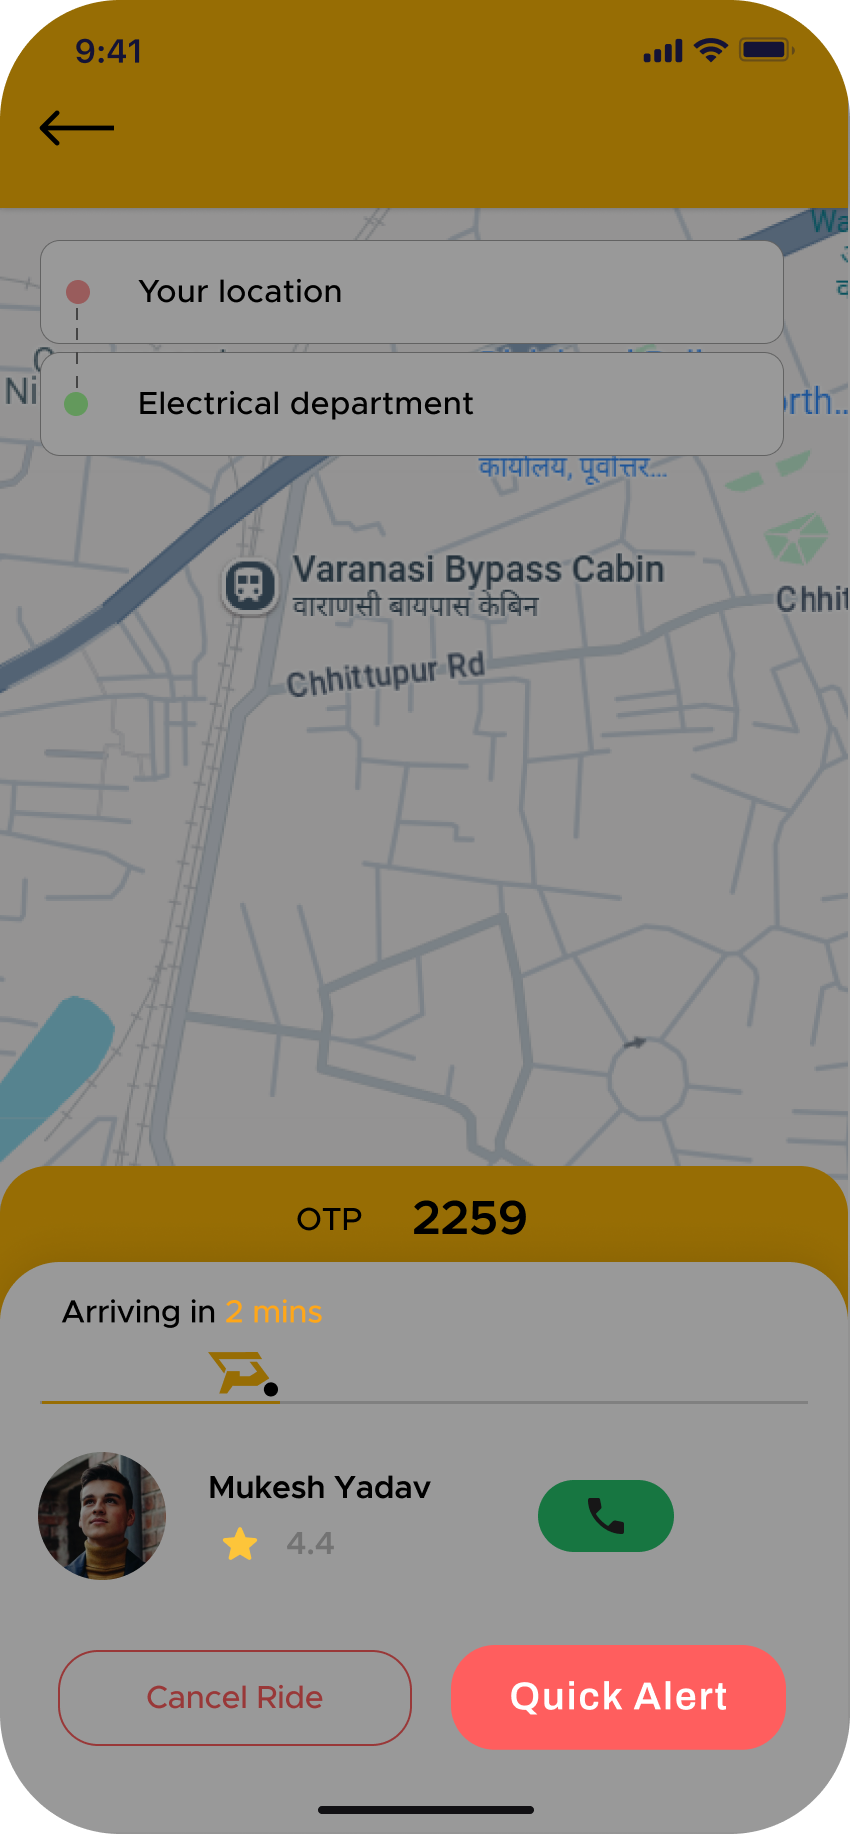 9:41
Wa
Your location
Ni
Electrical department
orth...
कार्यालय, पूर्वोत्तर...
Varanasi Bypass Cabin
वाराणसी बायपास केबिन
Chhit
Chhittupur Rd
OTP 2259
Arriving in 2 mins
Mukesh Yadav
4.4
Cancel Ride
Quick Alert